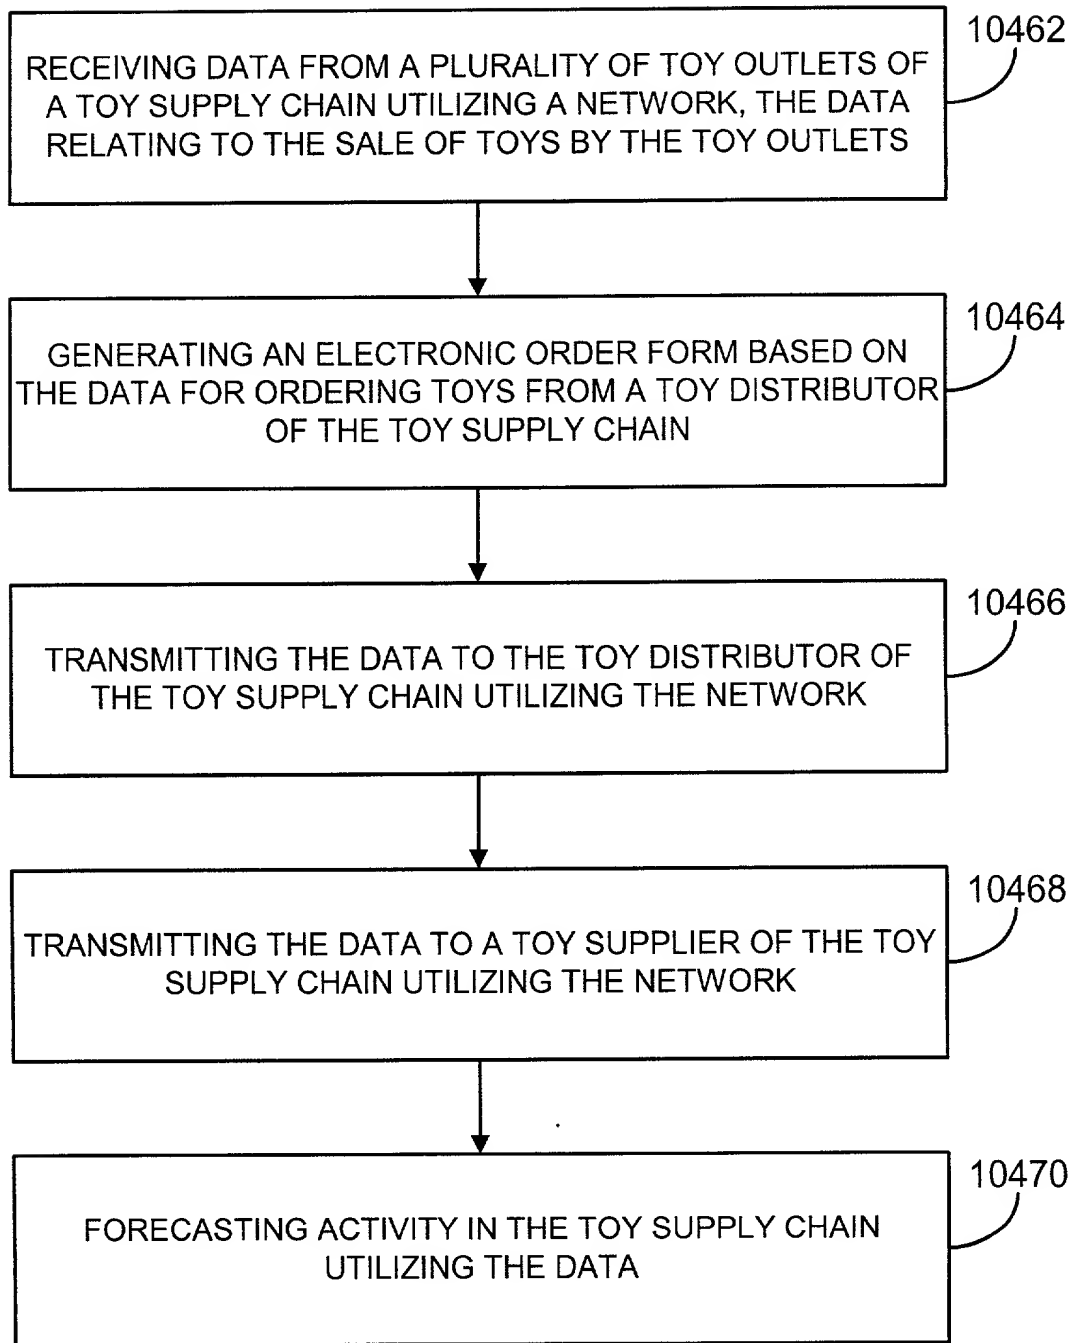 10462
RECEIVING DATA FROM A PLURALITY OF TOY OUTLETS OF
A TOY SUPPLY CHAIN UTILIZING A NETWORK, THE DATA
RELATING TO THE SALE OF TOYS BY THE TOY OUTLETS
10464
GENERATING AN ELECTRONIC ORDER FORM BASED ON
THE DATA FOR ORDERING TOYS FROM A TOY DISTRIBUTOR
OF THE TOY SUPPLY CHAIN
10466
TRANSMITTING THE DATA TO THE TOY DISTRIBUTOR OF
THE TOY SUPPLY CHAIN UTILIZING THE NETWORK
10468
TRANSMITTING THE DATA TO A TOY SUPPLIER OF THE TOY
SUPPLY CHAIN UTILIZING THE NETWORK
10470
FORECASTING ACTIVITY IN THE TOY SUPPLY CHAIN
UTILIZING THE DATA